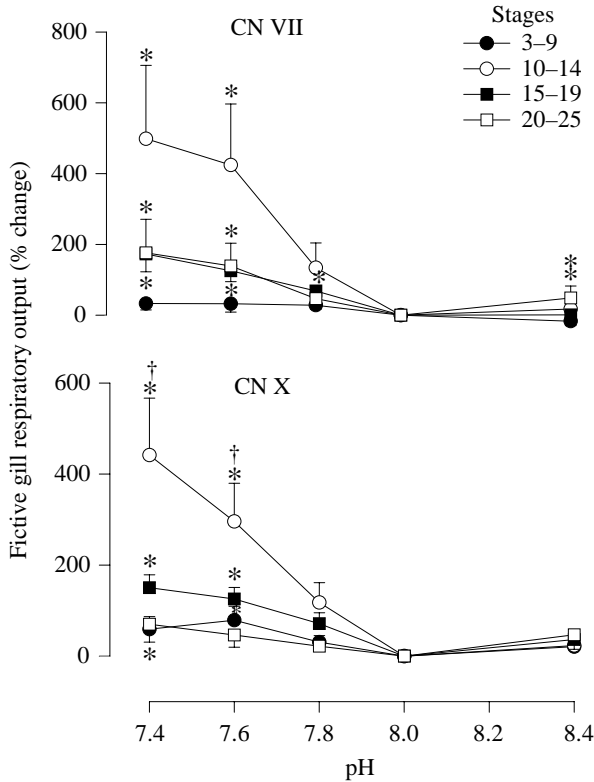 Stages
3–9
10–14
15–19
20–25
CN VII
800
600
400
200
0
* * * * * * * * *
Fictive gill respiratory output (% change)
CN X
600
400
200
0
† †
* * * * * *
7.4 7.6 7.8 8.0 8.2 8.4
pH